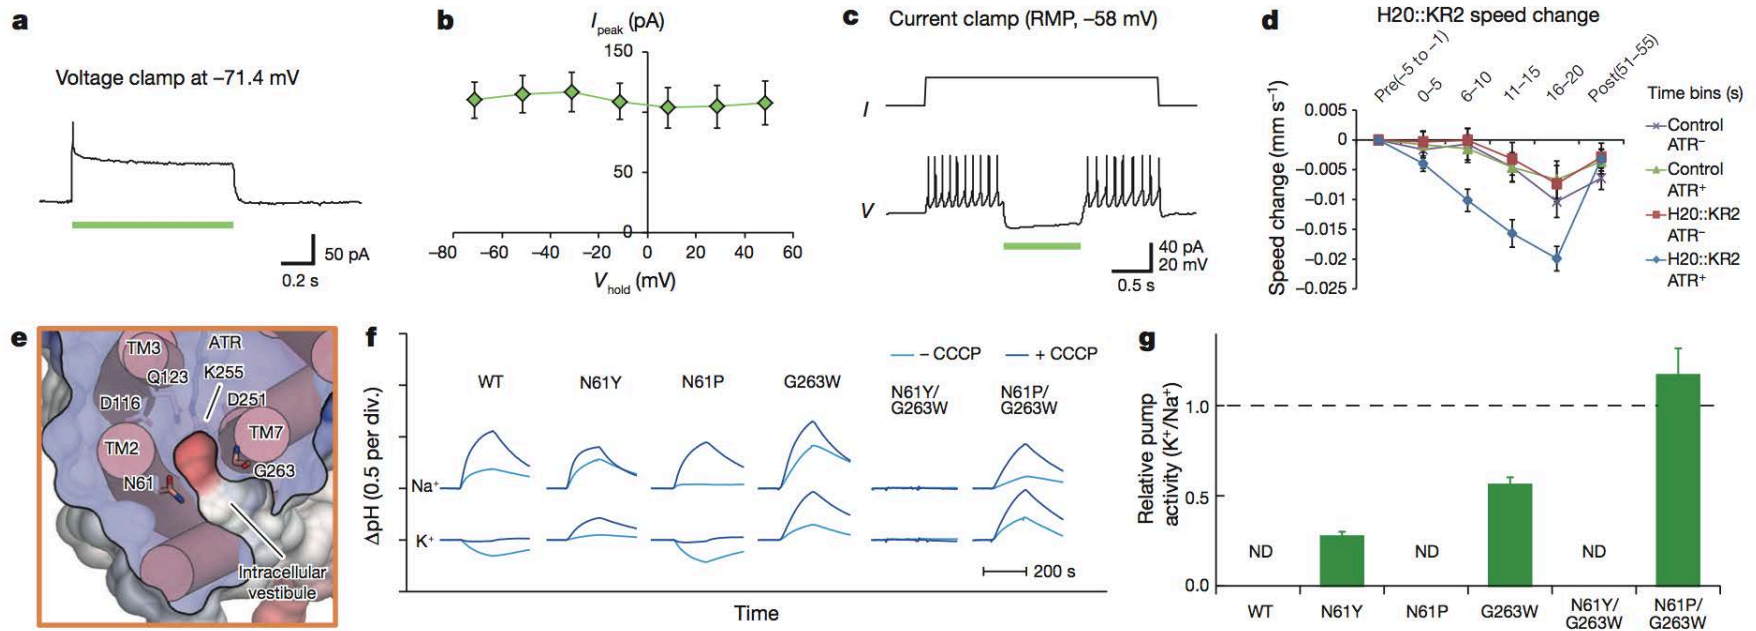 a
Voltage clamp at –71.4 mV
50 pA
0.2 s
b
I peak (pA)
150
50
0
–80 –60 –40 –20 0 20 40 60
V hold (mV)
c
Current clamp (RMP, –58 mV)
I
V
40 pA
20 mV
0.5 s
d
H20::KR2 speed change
Pre(–5 to –1)
0–5
6–10
11–15
16–20
Post(51–55)
Time bins (s)
Speed change (mm s⁻¹)
0.005
0
–0.005
–0.01
–0.015
–0.02
–0.025
Control
ATR⁻
Control
ATR⁺
H20::KR2
ATR⁻
H20::KR2
ATR⁺
e
TM3
ATR
Q123
K255
D116
D251
TM2
TM7
N61
G263
Intracellular
vestibule
f
ΔpH (0.5 per div.)
– CCCP
+ CCCP
WT
N61Y
N61P
G263W
N61Y/
G263W
N61P/
G263W
Na⁺
K⁺
200 s
Time
g
Relative pump
activity (K⁺/Na⁺)
1.0
0.5
0.0
ND
ND
ND
WT
N61Y
N61P
G263W
N61Y/
G263W
N61P/
G263W